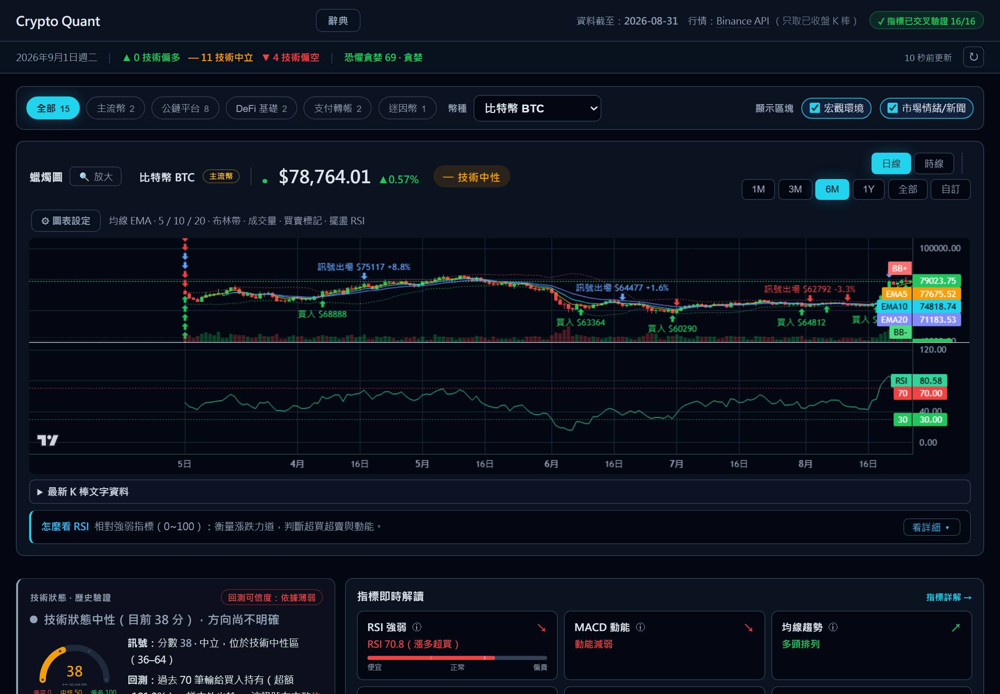 Crypto Quant
辭典
資料截至：2026-08-31 行情：Binance API （只取已收盤 K 棒）
✓ 指標已交叉驗證 16/16
2026年9月1日週二
▲ 0 技術偏多 — 11 技術中立 ▼ 4 技術偏空
恐懼貪婪 69 · 貪婪
10 秒前更新
↻
全部 15
主流幣 2
公鏈平台 8
DeFi 基礎 2
支付轉帳 2
迷因幣 1
幣種
比特幣 BTC
顯示區塊
宏觀環境
市場情緒/新聞
日線
時線
蠟燭圖
🔍 放大
比特幣 BTC
主流幣
$78,764.01 ▲0.57%
— 技術中性
1M
3M
6M
1Y
全部
自訂
⚙ 圖表設定
均線 EMA · 5 / 10 / 20 · 布林帶 · 成交量 · 買賣標記 · 擺盪 RSI
100000.00
訊號出場 $75117 +8.8%
BB+
79023.75
訊號出場 $64477 +1.6%
訊號出場 $62792 -3.3%
EMA5 77675.52
EMA10 74818.74
買入 $68888
買入 $63364
買入 $60290
買入 $64812
買入 $
EMA20 71183.53
BB-
120.00
RSI 80.58
70 70.00
40.00
30 30.00
0.00
5日
4月
16日
5月
16日
6月
16日
7月
16日
8月
16日
▶ 最新 K 棒文字資料
怎麼看 RSI 相對強弱指標（0~100）：衡量漲跌力道，判斷超買超賣與動能。
看詳細 ▾
技術狀態 · 歷史驗證
回測可信度：依據薄弱
技術狀態中性（目前 38 分），方向尚不明確
訊號：分數 38 · 中立，位於技術中性區
（36–64）
38
技術狀態
偏空 0 中性 50 偏多 100
回測：過去 70 筆輸給買入持有（超額
指標即時解讀
指標詳解 →
RSI 強弱 ⓘ
↘
RSI 70.8（漲多超買）
便宜
正常
偏貴
MACD 動能 ⓘ
↘
動能減弱
均線趨勢 ⓘ
↗
多頭排列